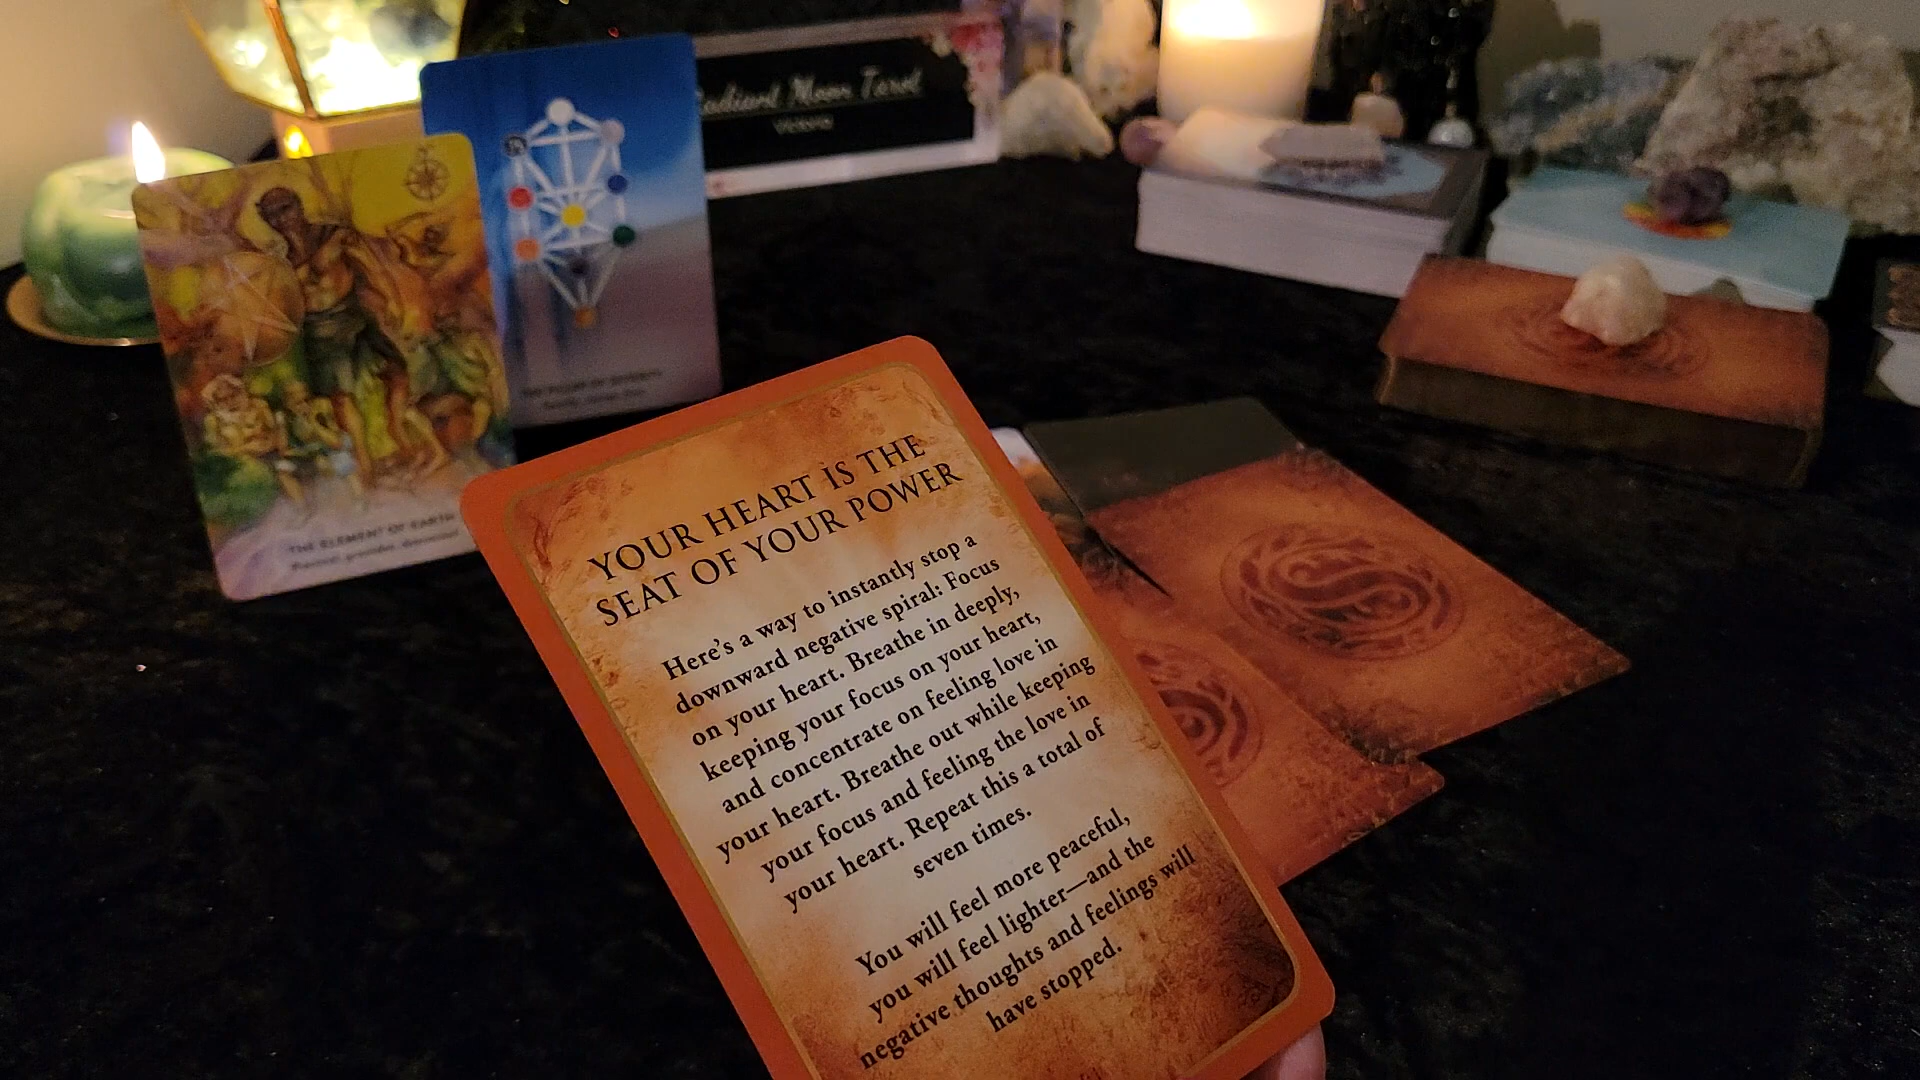 Radiant Moon Tarot
Victoria
THE ELEMENT OF EARTH
YOUR HEART IS THE
SEAT OF YOUR POWER
Here's a way to instantly stop a
downward negative spiral: Focus
on your heart. Breathe in deeply,
keeping your focus on your heart,
and concentrate on feeling love in
your heart. Breathe out while keeping
your focus and feeling the love in
your heart. Repeat this a total of
seven times.
You will feel more peaceful,
you will feel lighter—and the
negative thoughts and feelings will
have stopped.